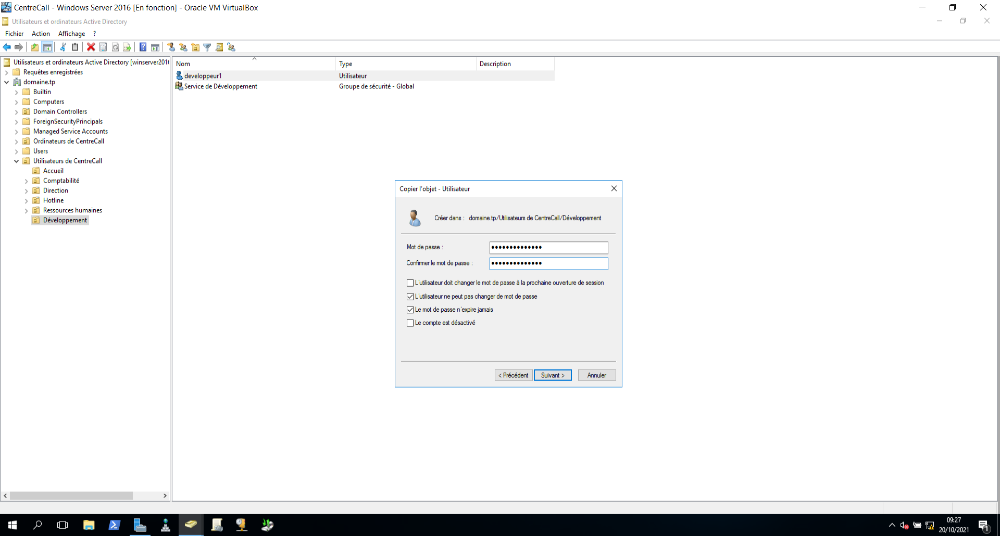 CentreCall - Windows Server 2016 [En fonction] - Oracle VM VirtualBox
Utilisateurs et ordinateurs Active Directory
Fichier Action Affichage ?
Utilisateurs et ordinateurs Active Directory [winserver2016
Requêtes enregistrées
domaine.tp
Builtin
Computers
Domain Controllers
ForeignSecurityPrincipals
Managed Service Accounts
Ordinateurs de CentreCall
Users
Utilisateurs de CentreCall
Accueil
Comptabilité
Direction
Hotline
Ressources humaines
Développement
Nom Type Description
developpeur1 Utilisateur
Service de Développement Groupe de sécurité - Global
Copier l'objet - Utilisateur
Créer dans : domaine.tp/Utilisateurs de CentreCall/Développement
Mot de passe : ••••••••••••••
Confirmer le mot de passe : ••••••••••••••
L'utilisateur doit changer le mot de passe à la prochaine ouverture de session
L'utilisateur ne peut pas changer de mot de passe
Le mot de passe n'expire jamais
Le compte est désactivé
< Précédent Suivant > Annuler
09:27
20/10/2021
1